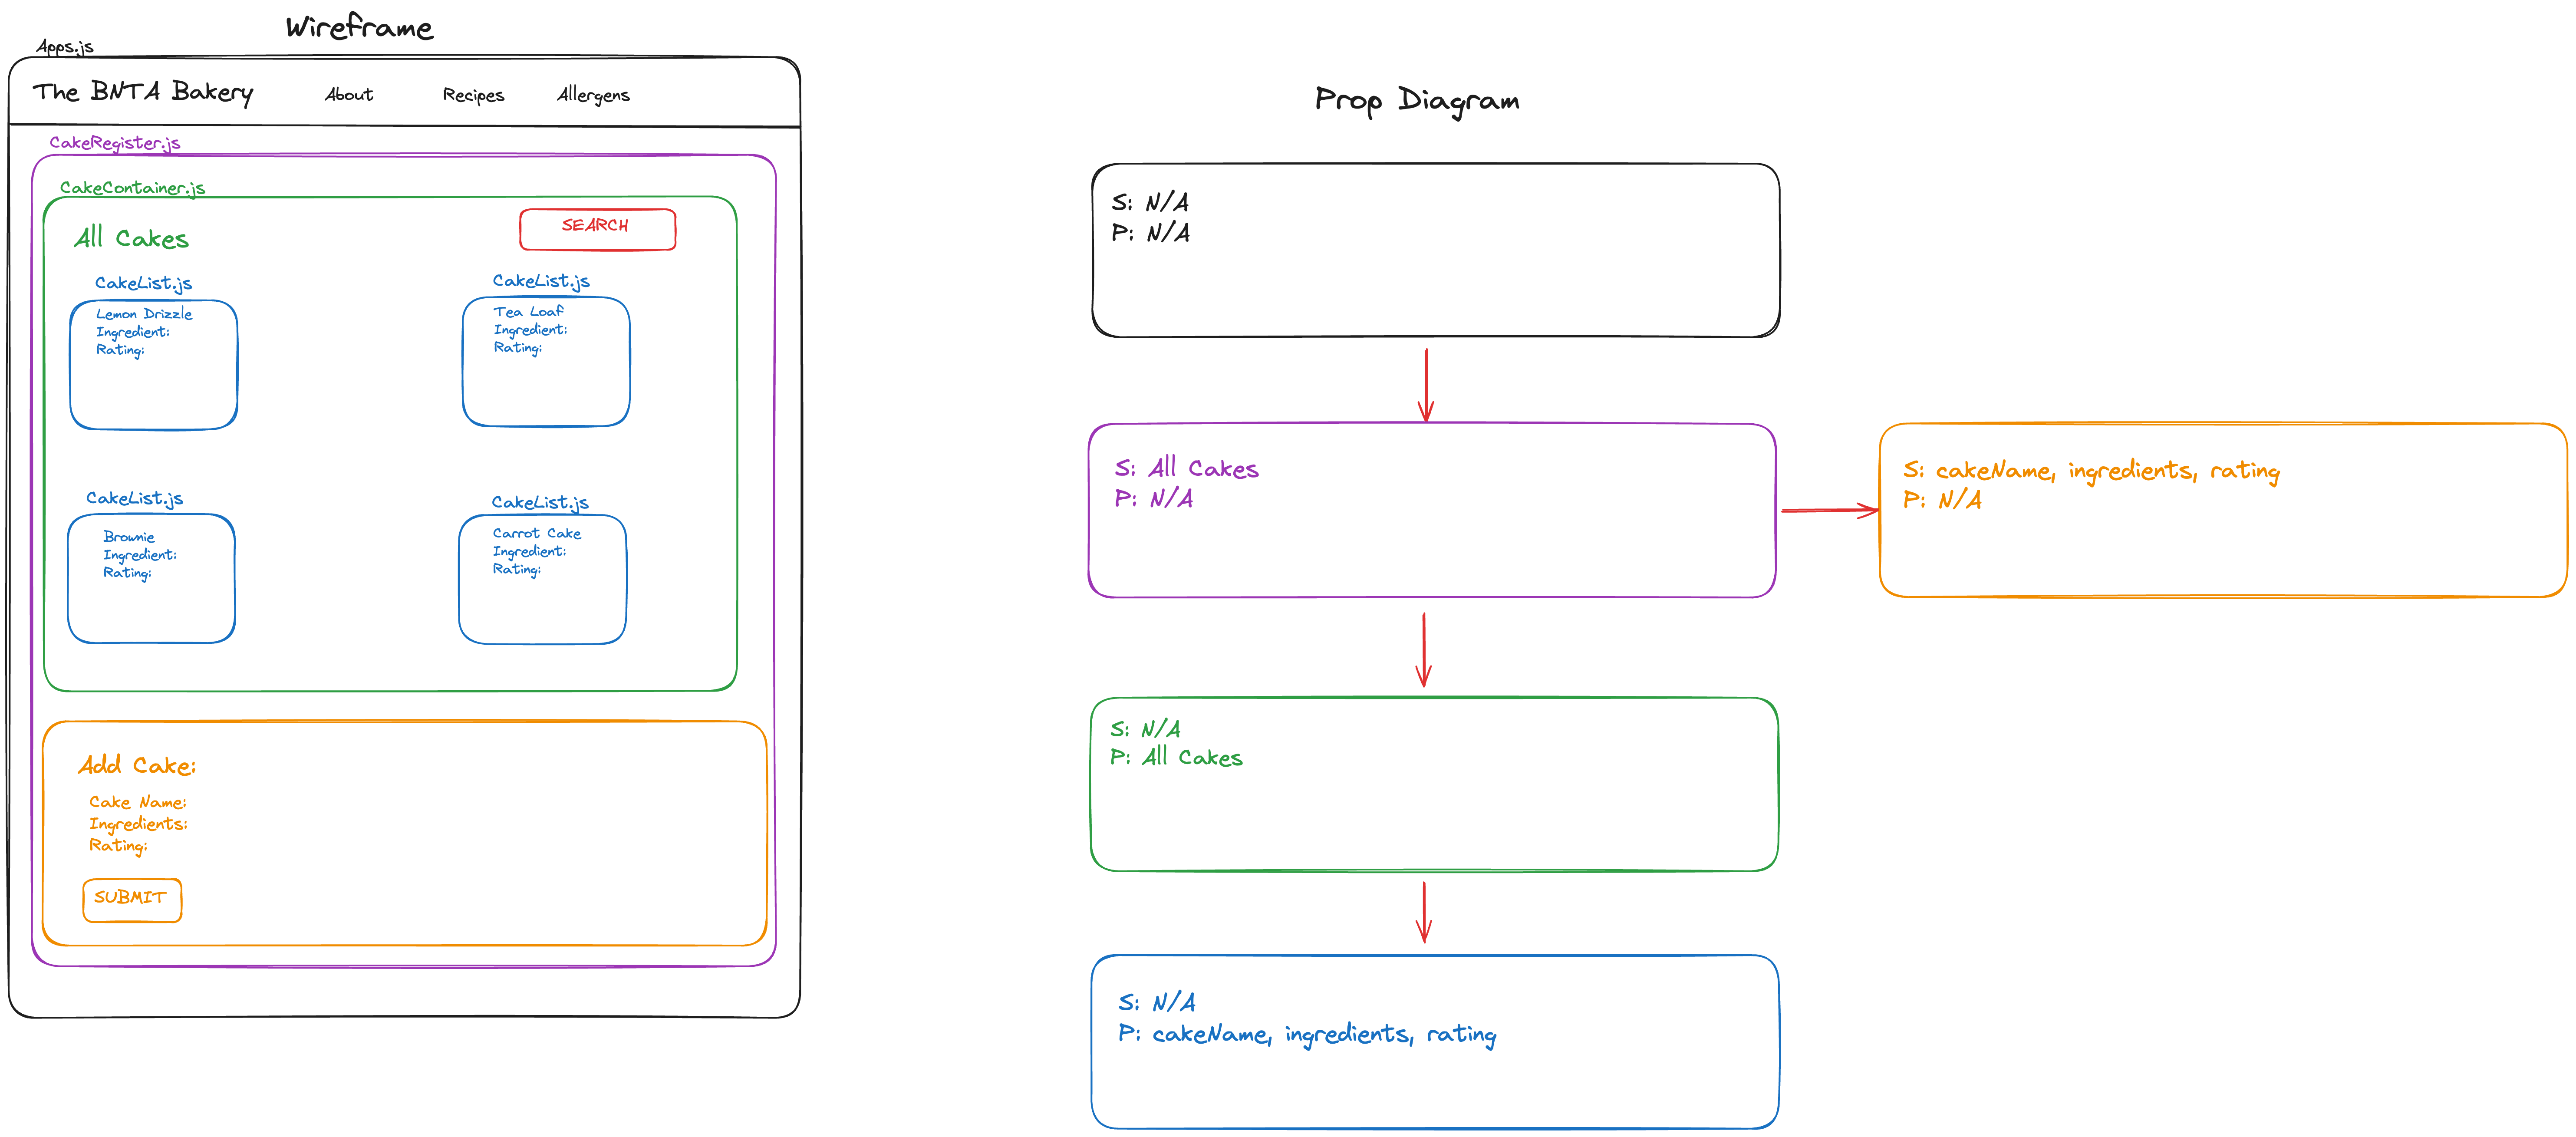 Wireframe
Apps.js
The BNTA Bakery About Recipes Allergens
CakeRegister.js
CakeContainer.js
All Cakes
SEARCH
CakeList.js
Lemon Drizzle
Ingredient:
Rating:
CakeList.js
Tea Loaf
Ingredient:
Rating:
CakeList.js
Brownie
Ingredient:
Rating:
CakeList.js
Carrot Cake
Ingredient:
Rating:
Add Cake:
Cake Name:
Ingredients:
Rating:
SUBMIT
Prop Diagram
S: N/A
P: N/A
S: All Cakes
P: N/A
S: cakeName, ingredients, rating
P: N/A
S: N/A
P: All Cakes
S: N/A
P: cakeName, ingredients, rating